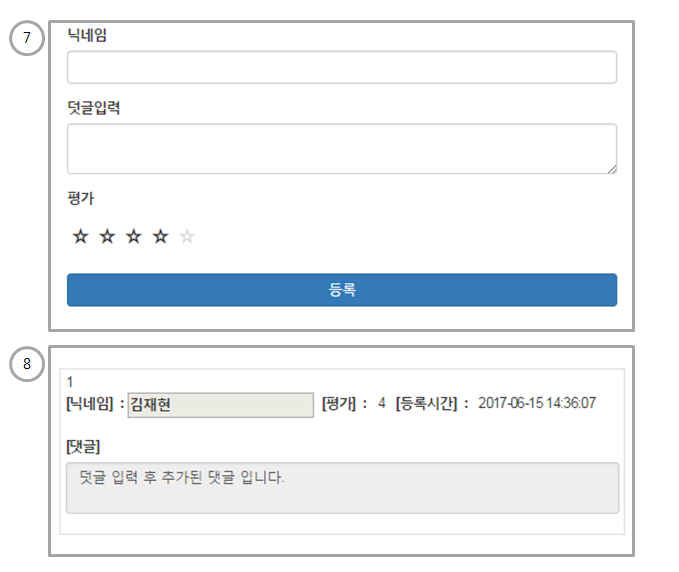 7
닉네임
덧글입력
평가
☆ ☆ ☆ ☆ ☆
등록
8
1
[닉네임] : 김재현 [평가] : 4 [등록시간] : 2017-06-15 14:36:07
[댓글]
덧글 입력 후 추가된 댓글 입니다.